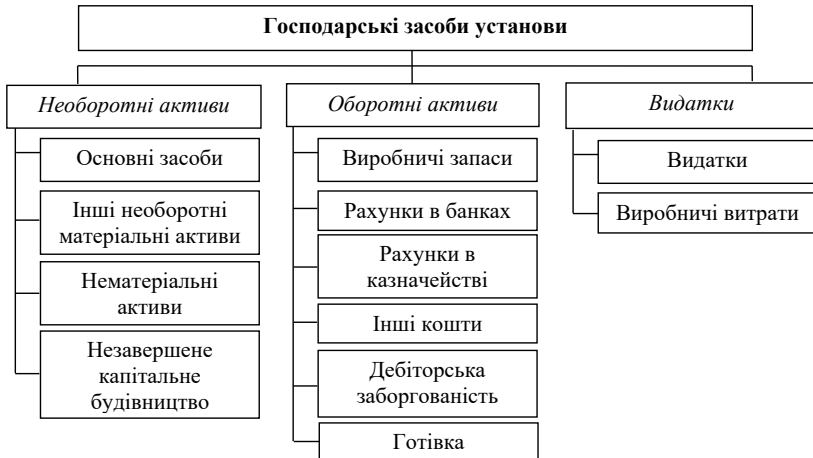 Господарські засоби установи
Необоротні активи
Основні засоби
Інші необоротні
матеріальні активи
Нематеріальні
активи
Незавершене
капітальне
будівництво
Оборотні активи
Виробничі запаси
Рахунки в банках
Рахунки в
казначействі
Інші кошти
Дебіторська
заборгованість
Готівка
Видатки
Видатки
Виробничі витрати